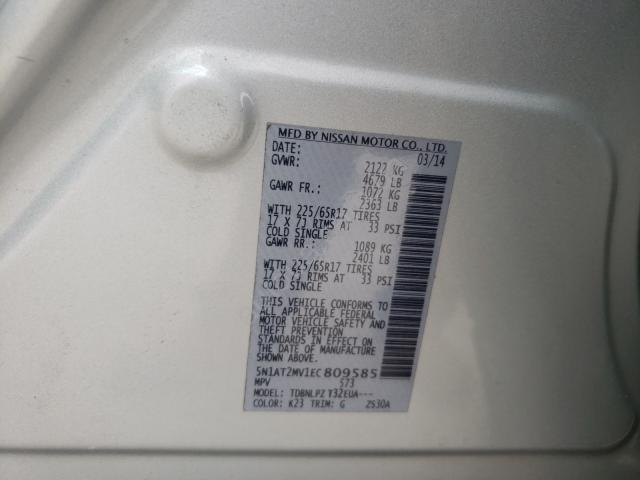 MFD BY NISSAN MOTOR CO., LTD.
DATE: 03/14
GVWR: 2122 KG
4679 LB
GAWR FR.: 1072 KG
2363 LB
WITH 225/65R17 TIRES
17 X 7J RIMS AT 33 PSI
COLD SINGLE
GAWR RR.: 1089 KG
2401 LB
WITH 225/65R17 TIRES
17 X 7J RIMS AT 33 PSI
COLD SINGLE
THIS VEHICLE CONFORMS TO
ALL APPLICABLE FEDERAL
MOTOR VEHICLE SAFETY AND
THEFT PREVENTION
STANDARDS IN EFFECT ON
THE DATE OF MANUFACTURE
SHOWN ABOVE.
5N1AT2MV1EC809585
MPV 573
MODEL: TDBNLPZ T32EUA---
COLOR: K23 TRIM: G ZS30A